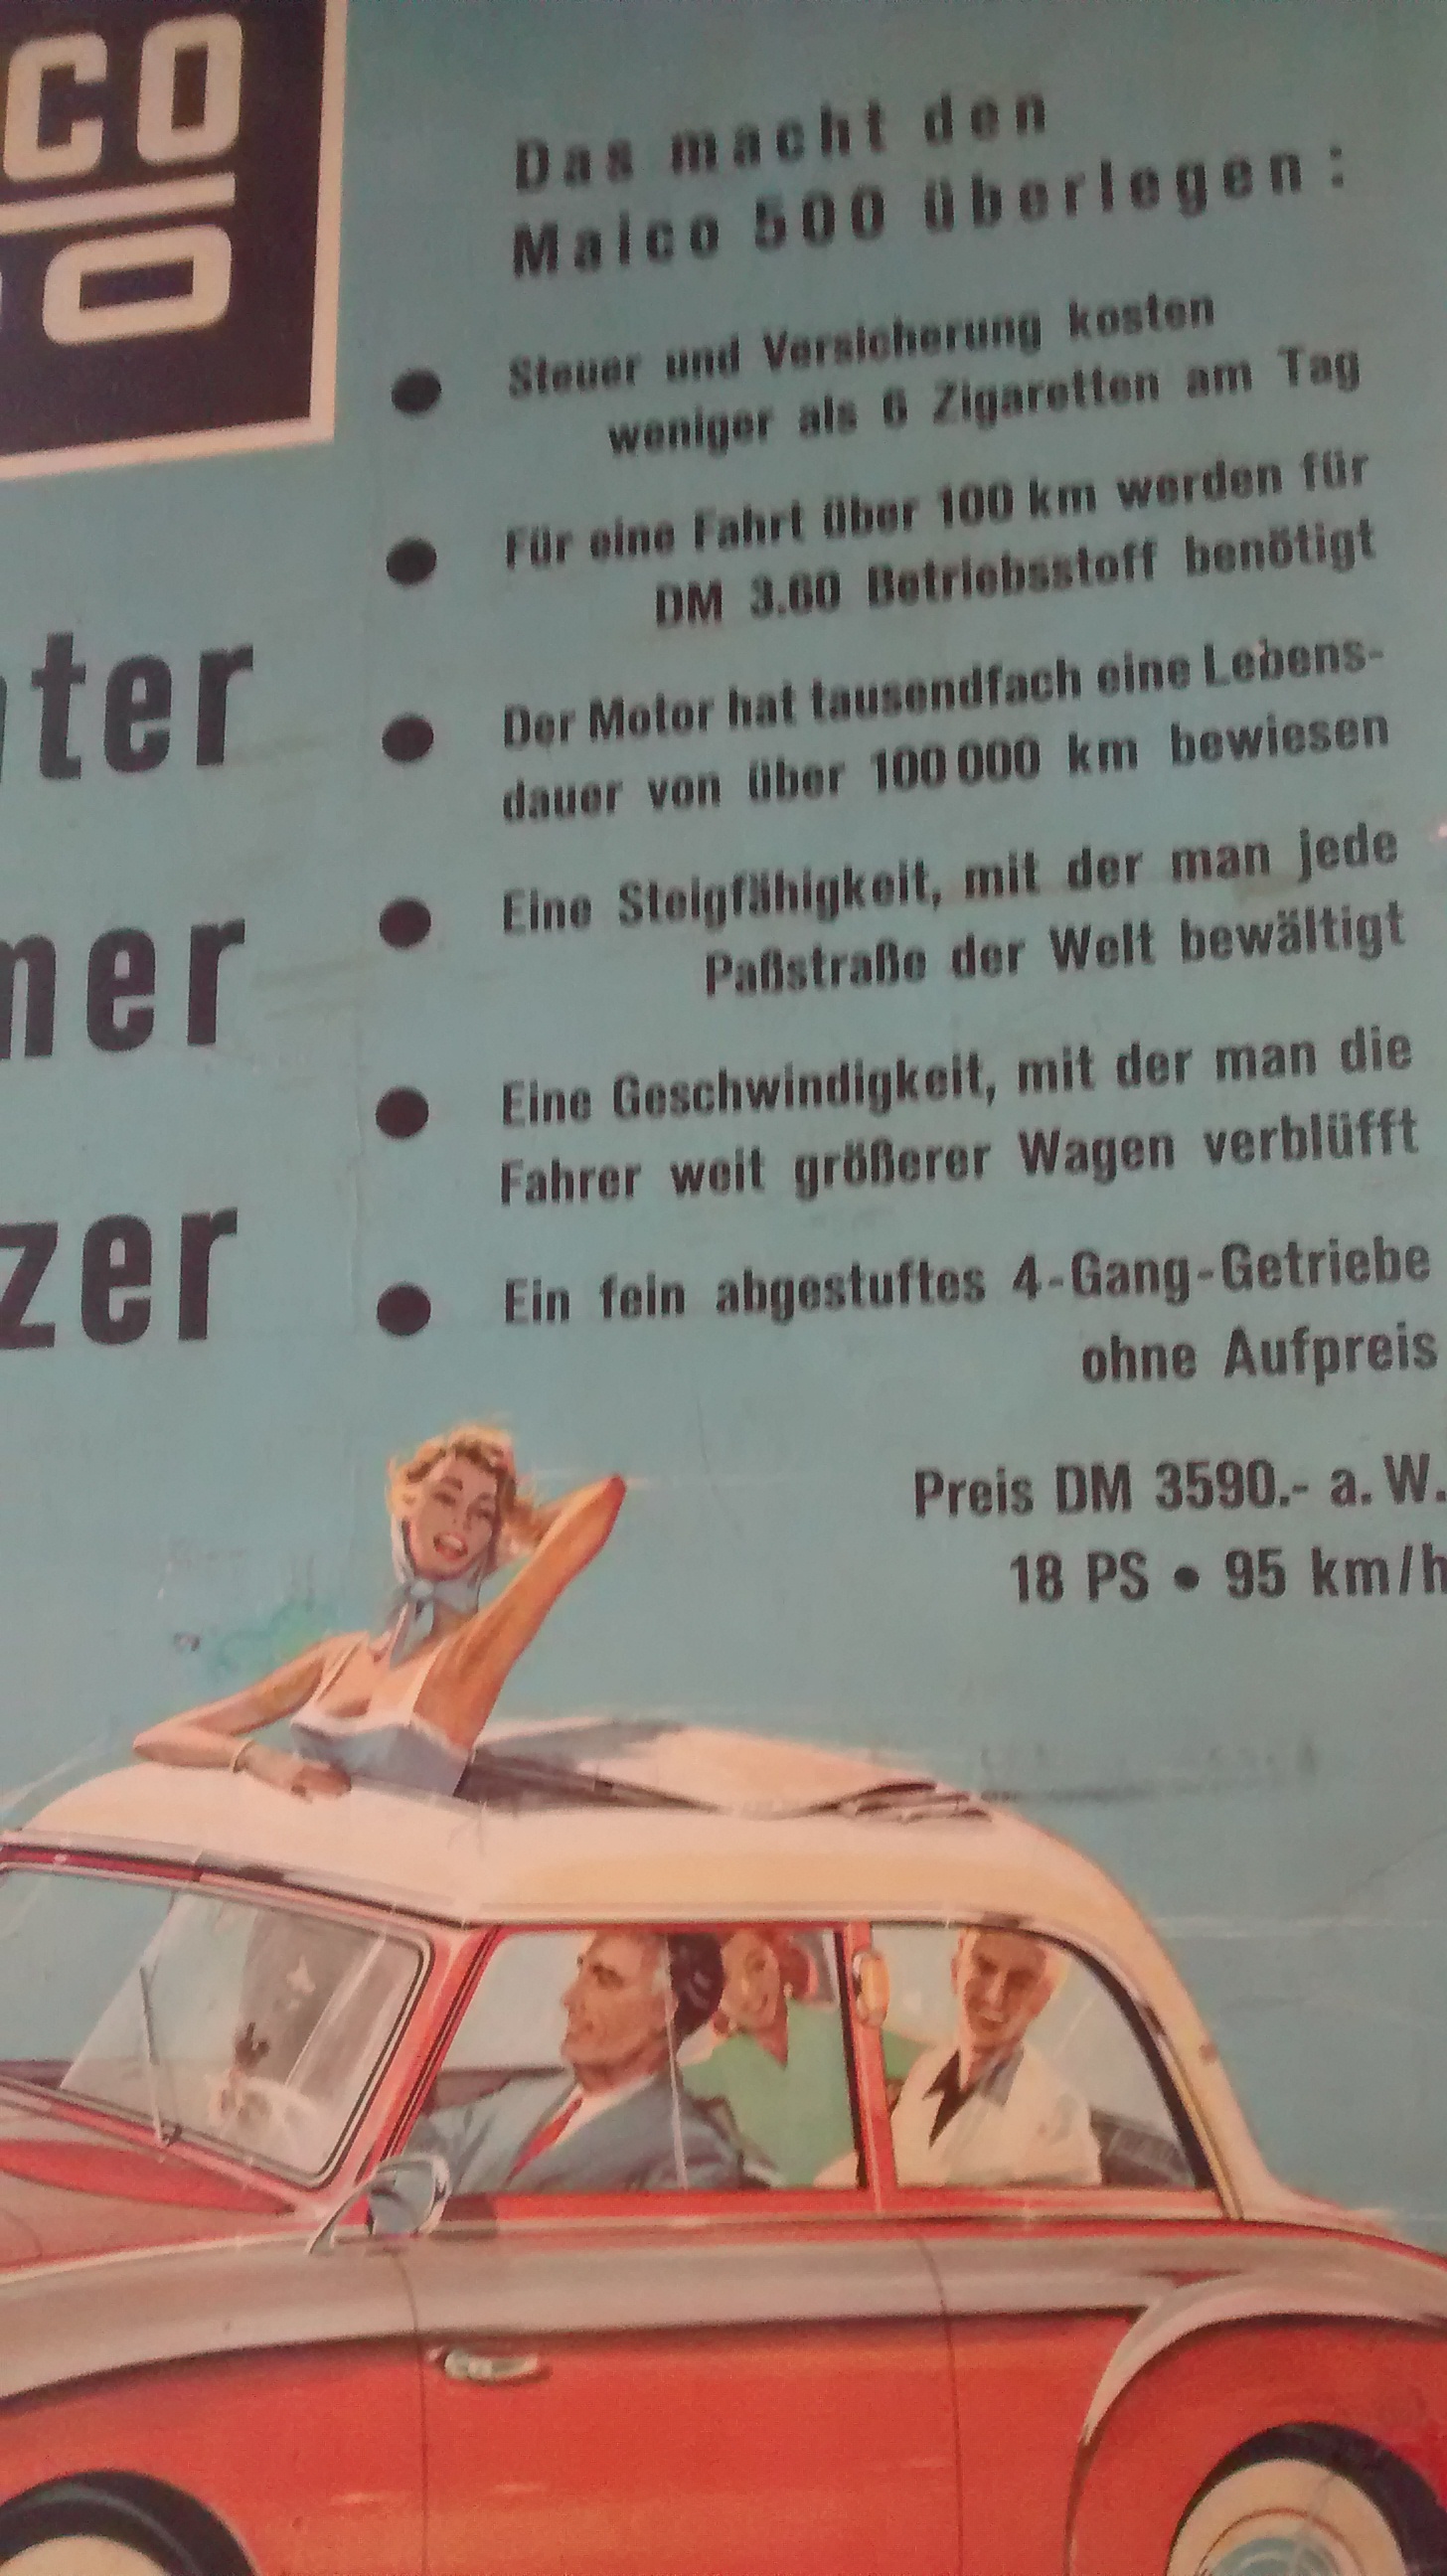 co
0
ter
mer
zer
Das macht den
Maico 500 überlegen:
● Steuer und Versicherung kosten
weniger als 6 Zigaretten am Tag
● Für eine Fahrt über 100 km werden für
DM 3.60 Betriebsstoff benötigt
● Der Motor hat tausendfach eine Lebens-
dauer von über 100 000 km bewiesen
● Eine Steigfähigkeit, mit der man jede
Paßstraße der Welt bewältigt
● Eine Geschwindigkeit, mit der man die
Fahrer weit größerer Wagen verblüfft
● Ein fein abgestuftes 4-Gang-Getriebe
ohne Aufpreis
Preis DM 3590.- a. W.
18 PS • 95 km/h